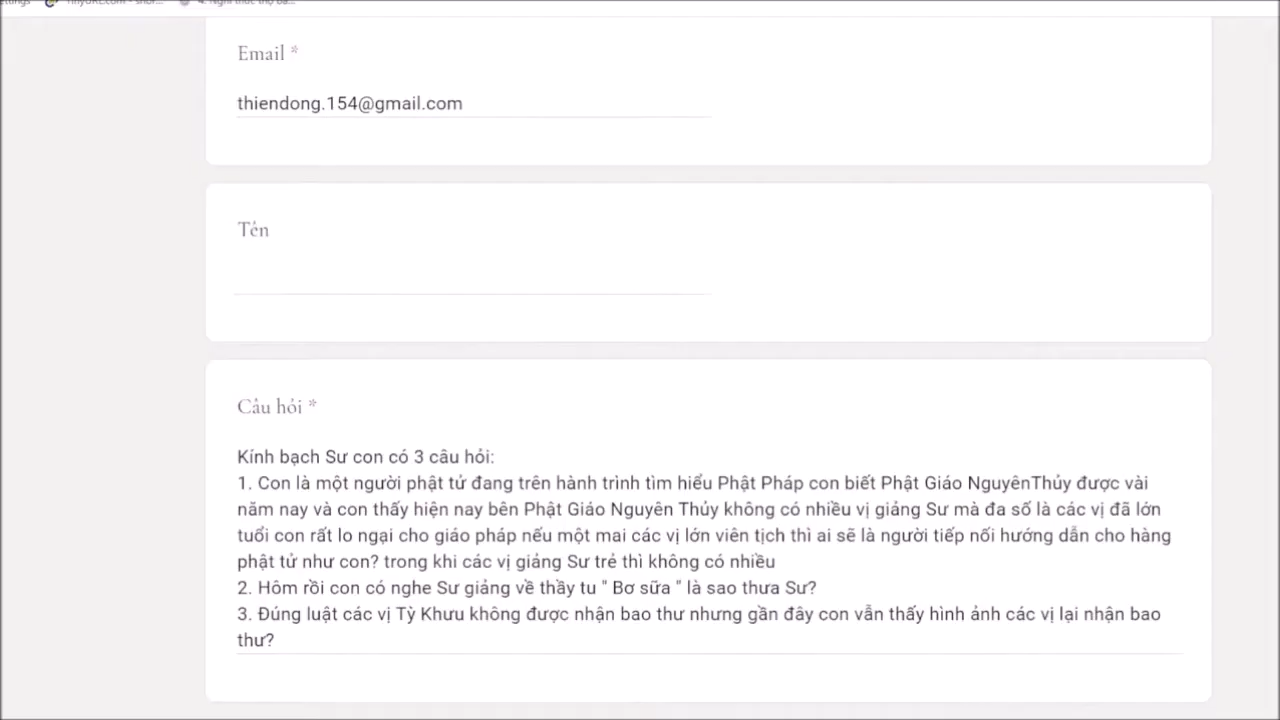 Email *
thiendong.154@gmail.com
Tên
Câu hỏi *
Kính bạch Sư con có 3 câu hỏi:
1. Con là một người phật tử đang trên hành trình tìm hiểu Phật Pháp con biết Phật Giáo NguyênThủy được vài
năm nay và con thấy hiện nay bên Phật Giáo Nguyên Thủy không có nhiều vị giảng Sư mà đa số là các vị đã lớn
tuổi con rất lo ngại cho giáo pháp nếu một mai các vị lớn viên tịch thì ai sẽ là người tiếp nối hướng dẫn cho hàng
phật tử như con? trong khi các vị giảng Sư trẻ thì không có nhiều
2. Hôm rồi con có nghe Sư giảng về thầy tu " Bơ sữa " là sao thưa Sư?
3. Đúng luật các vị Tỳ Khưu không được nhận bao thư nhưng gần đây con vẫn thấy hình ảnh các vị lại nhận bao
thư?